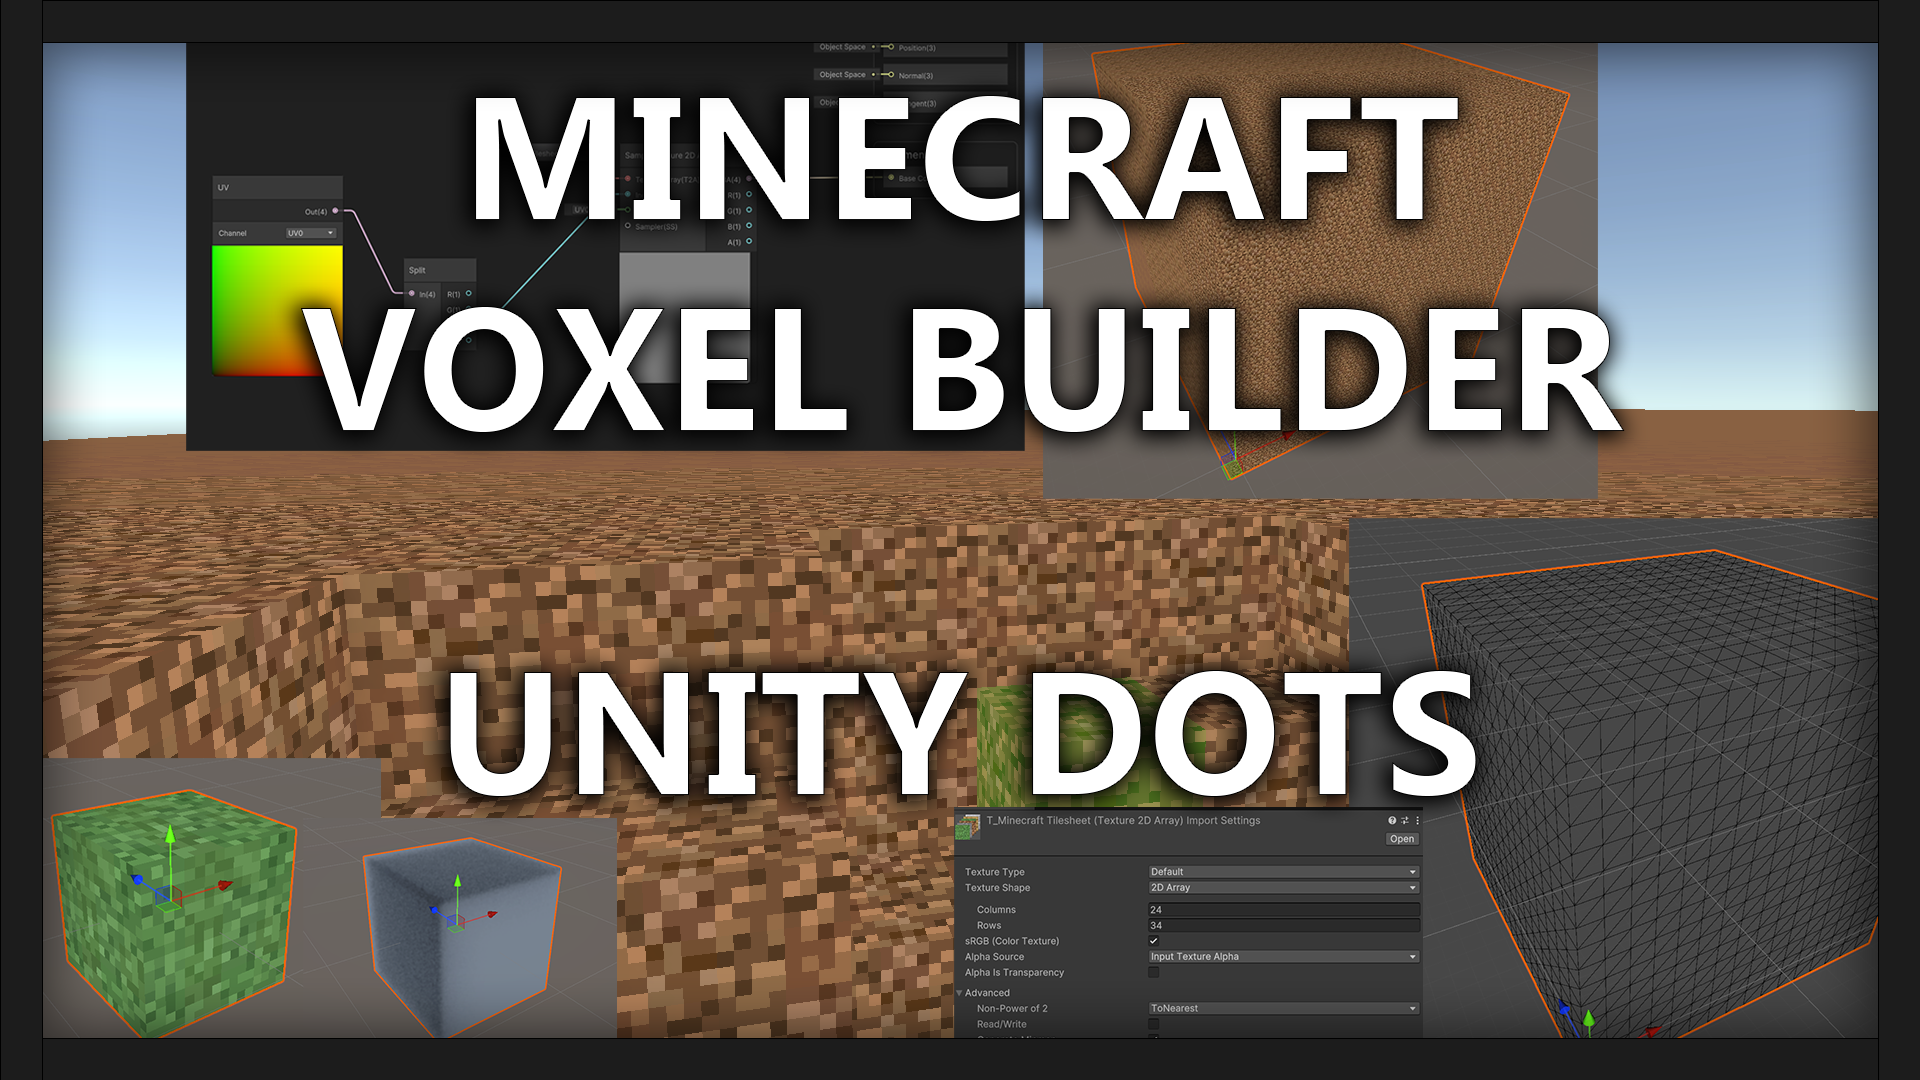 MINECRAFT
VOXEL BUILDER
UNITY DOTS
Object Space
Position(3)
Object Space
Normal(3)
UV
Out(4)
Channel
UV0
Split
In(4)
R(1)
A(4)
R(1)
G(1)
B(1)
A(1)
Sampler(SS)
T_Minecraft Tilesheet (Texture 2D Array) Import Settings
Open
Texture Type
Default
Texture Shape
2D Array
Columns
24
Rows
34
sRGB (Color Texture)
Alpha Source
Input Texture Alpha
Alpha Is Transparency
Advanced
Non-Power of 2
ToNearest
Read/Write